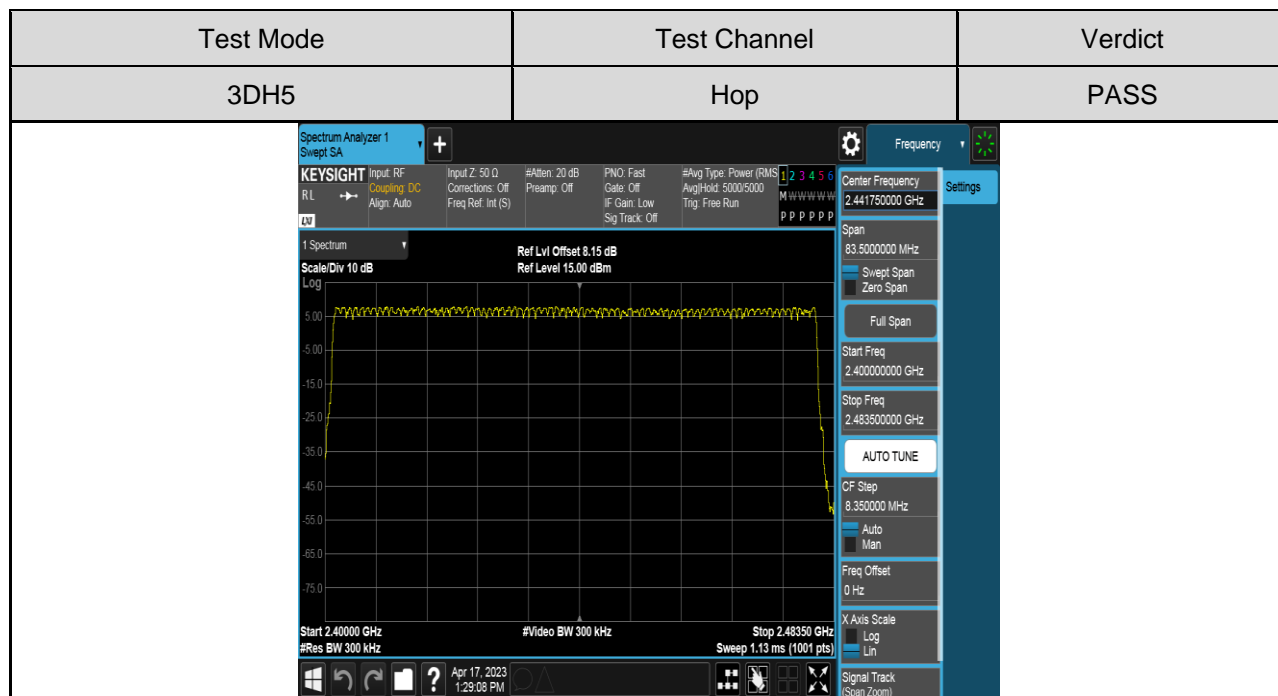 Test Mode Test Channel Verdict
3DH5 Hop PASS
Spectrum Analyzer 1
Swept SA
+
Frequency
KEYSIGHT
RL
LXI
Input: RF
Coupling: DC
Align: Auto
Input Z: 50 Ω
Corrections: Off
Freq Ref: Int (S)
#Atten: 20 dB
Preamp: Off
PNO: Fast
Gate: Off
IF Gain: Low
Sig Track: Off
#Avg Type: Power (RMS
Avg|Hold: 5000/5000
Trig: Free Run
1 2 3 4 5 6
M W W W W W
P P P P P P
1 Spectrum
Scale/Div 10 dB
Log
Ref Lvl Offset 8.15 dB
Ref Level 15.00 dBm
5.00
-5.00
-15.0
-25.0
-35.0
-45.0
-55.0
-65.0
-75.0
Start 2.40000 GHz
#Res BW 300 kHz
#Video BW 300 kHz
Stop 2.48350 GHz
Sweep 1.13 ms (1001 pts)
?
Apr 17, 2023
1:29:08 PM
Center Frequency
2.441750000 GHz
Settings
Span
83.5000000 MHz
Swept Span
Zero Span
Full Span
Start Freq
2.400000000 GHz
Stop Freq
2.483500000 GHz
AUTO TUNE
CF Step
8.350000 MHz
Auto
Man
Freq Offset
0 Hz
X Axis Scale
Log
Lin
Signal Track
(Span Zoom)